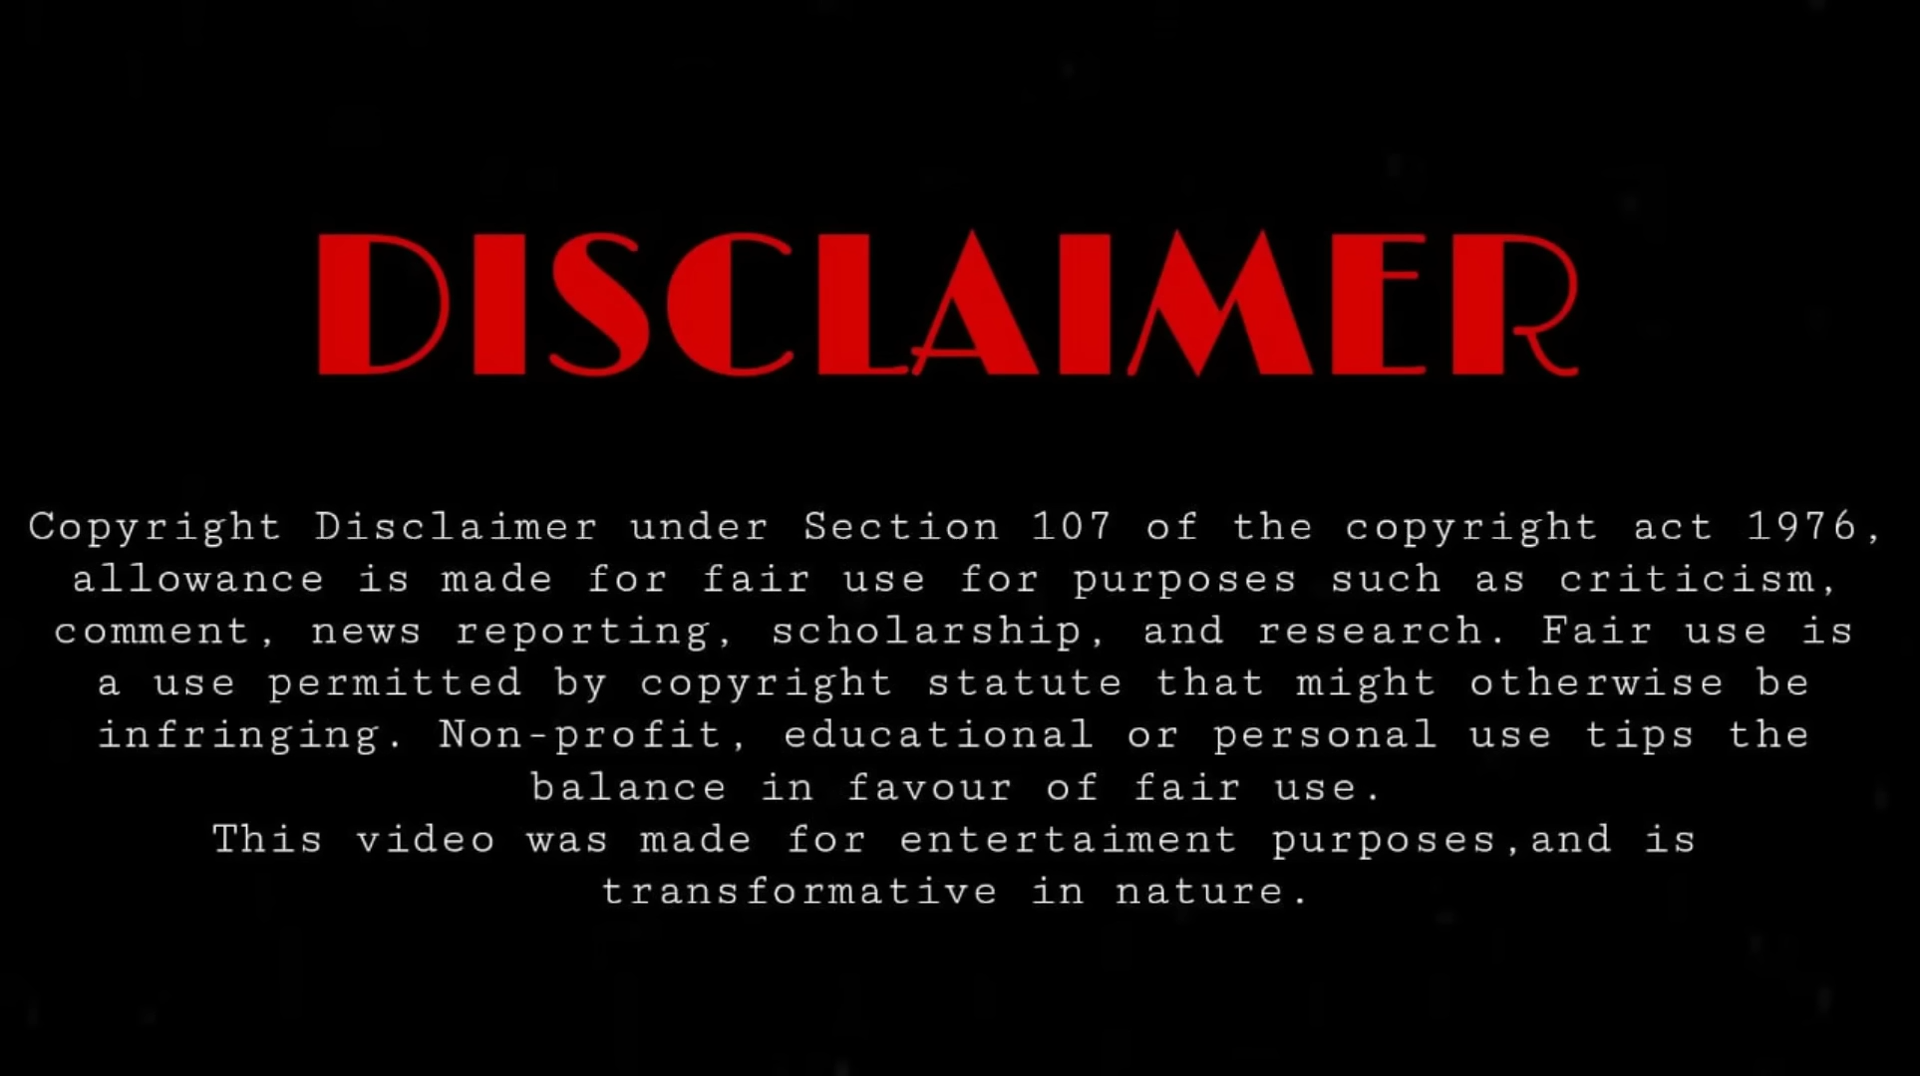 DISCLAIMER
Copyright Disclaimer under Section 107 of the copyright act 1976,
allowance is made for fair use for purposes such as criticism,
comment, news reporting, scholarship, and research. Fair use is
a use permitted by copyright statute that might otherwise be
infringing. Non-profit, educational or personal use tips the
balance in favour of fair use.
This video was made for entertaiment purposes,and is
transformative in nature.